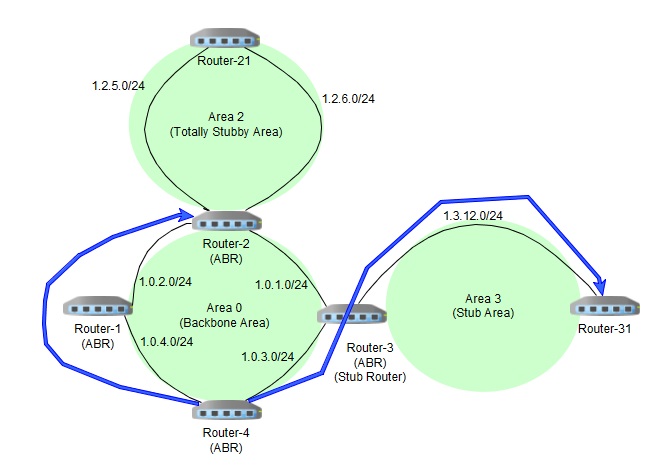 Router-21
1.2.5.0/24
1.2.6.0/24
Area 2
(Totally Stubby Area)
Router-2
(ABR)
1.3.12.0/24
1.0.2.0/24
1.0.1.0/24
Area 0
(Backbone Area)
Area 3
(Stub Area)
Router-1
(ABR)
Router-31
1.0.4.0/24
1.0.3.0/24
Router-3
(ABR)
(Stub Router)
Router-4
(ABR)